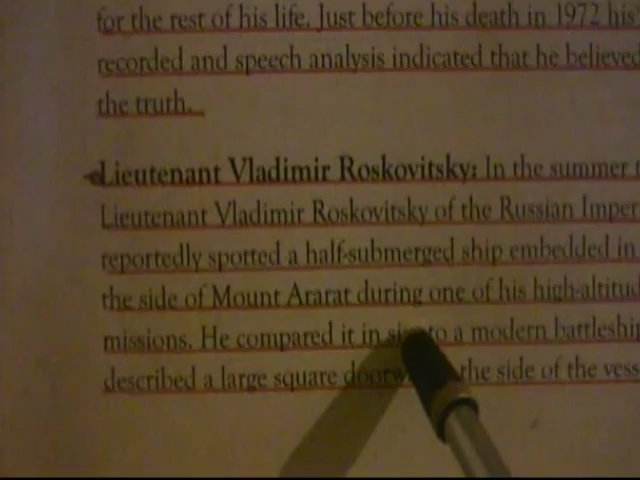 for the rest of his life. Just before his death in 1972 his
recorded and speech analysis indicated that he believed
the truth.
Lieutenant Vladimir Roskovitsky: In the summer
Lieutenant Vladimir Roskovitsky of the Russian Imper
reportedly spotted a half-submerged ship embedded in
the side of Mount Ararat during one of his high-altitud
missions. He compared it in to a modern battleship
described a large square the side of the vess